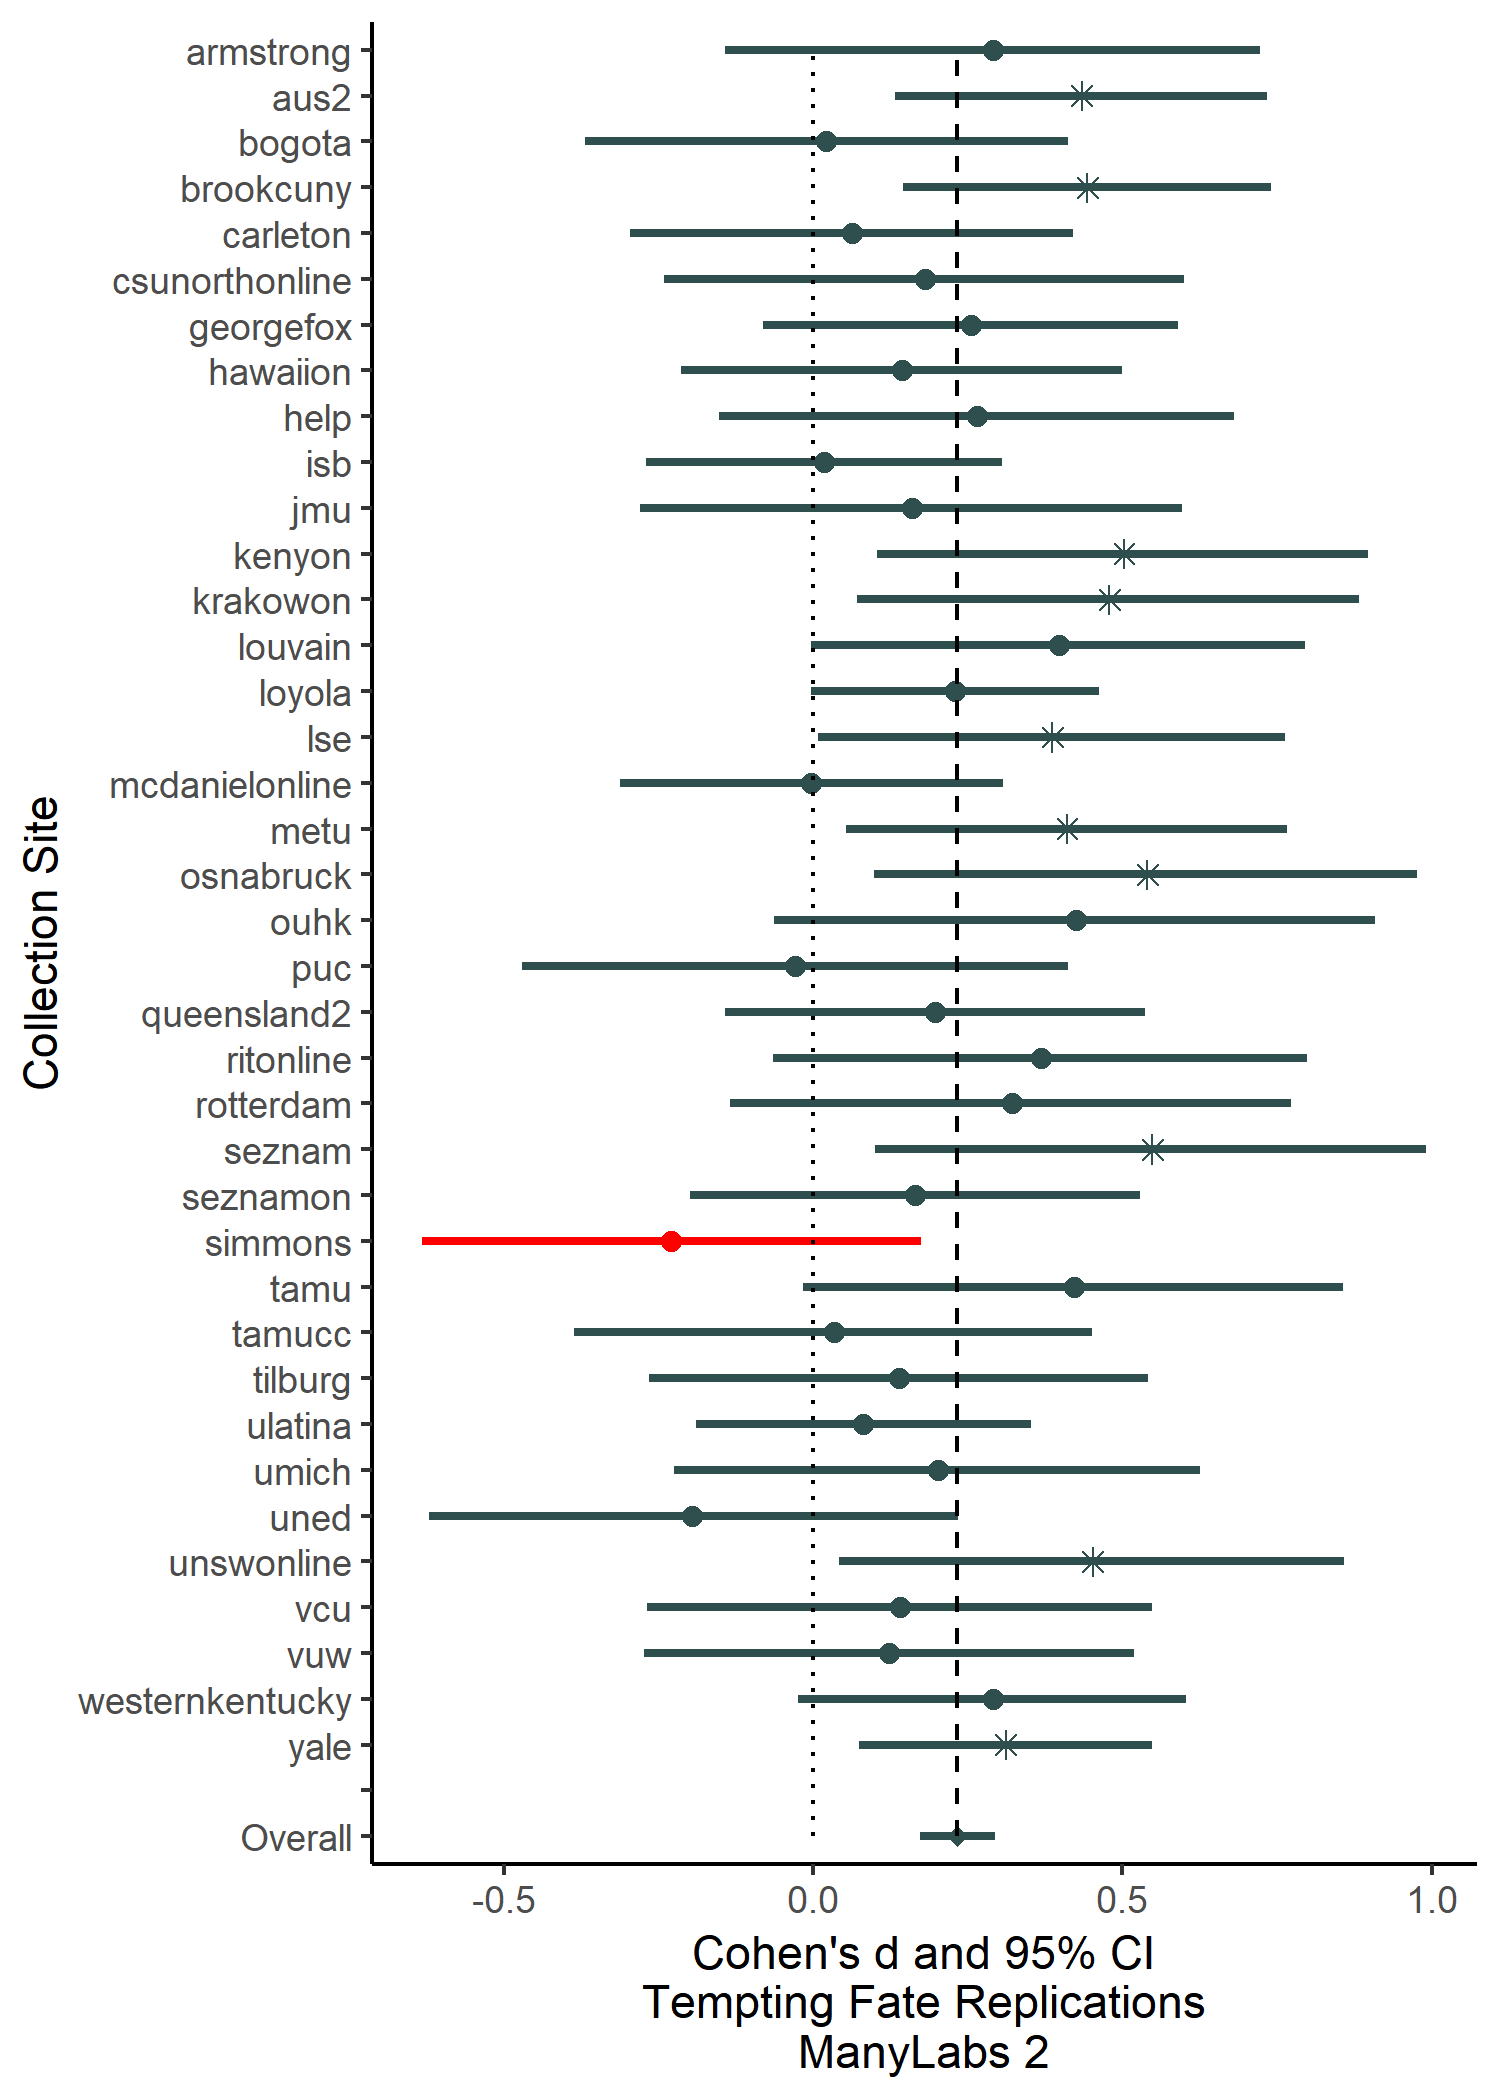 armstrong
aus2
bogota
brookcuny
carleton
csunorthonline
georgefox
hawaiion
help
isb
jmu
kenyon
krakowon
louvain
loyola
lse
mcdanielonline
metu
osnabruck
ouhk
puc
queensland2
ritonline
rotterdam
seznam
seznamon
simmons
tamu
tamucc
tilburg
ulatina
umich
uned
unswonline
vcu
vuw
westernkentucky
yale
Overall
Collection Site
-0.5 0.0 0.5 1.0
Cohen's d and 95% CI
Tempting Fate Replications
ManyLabs 2